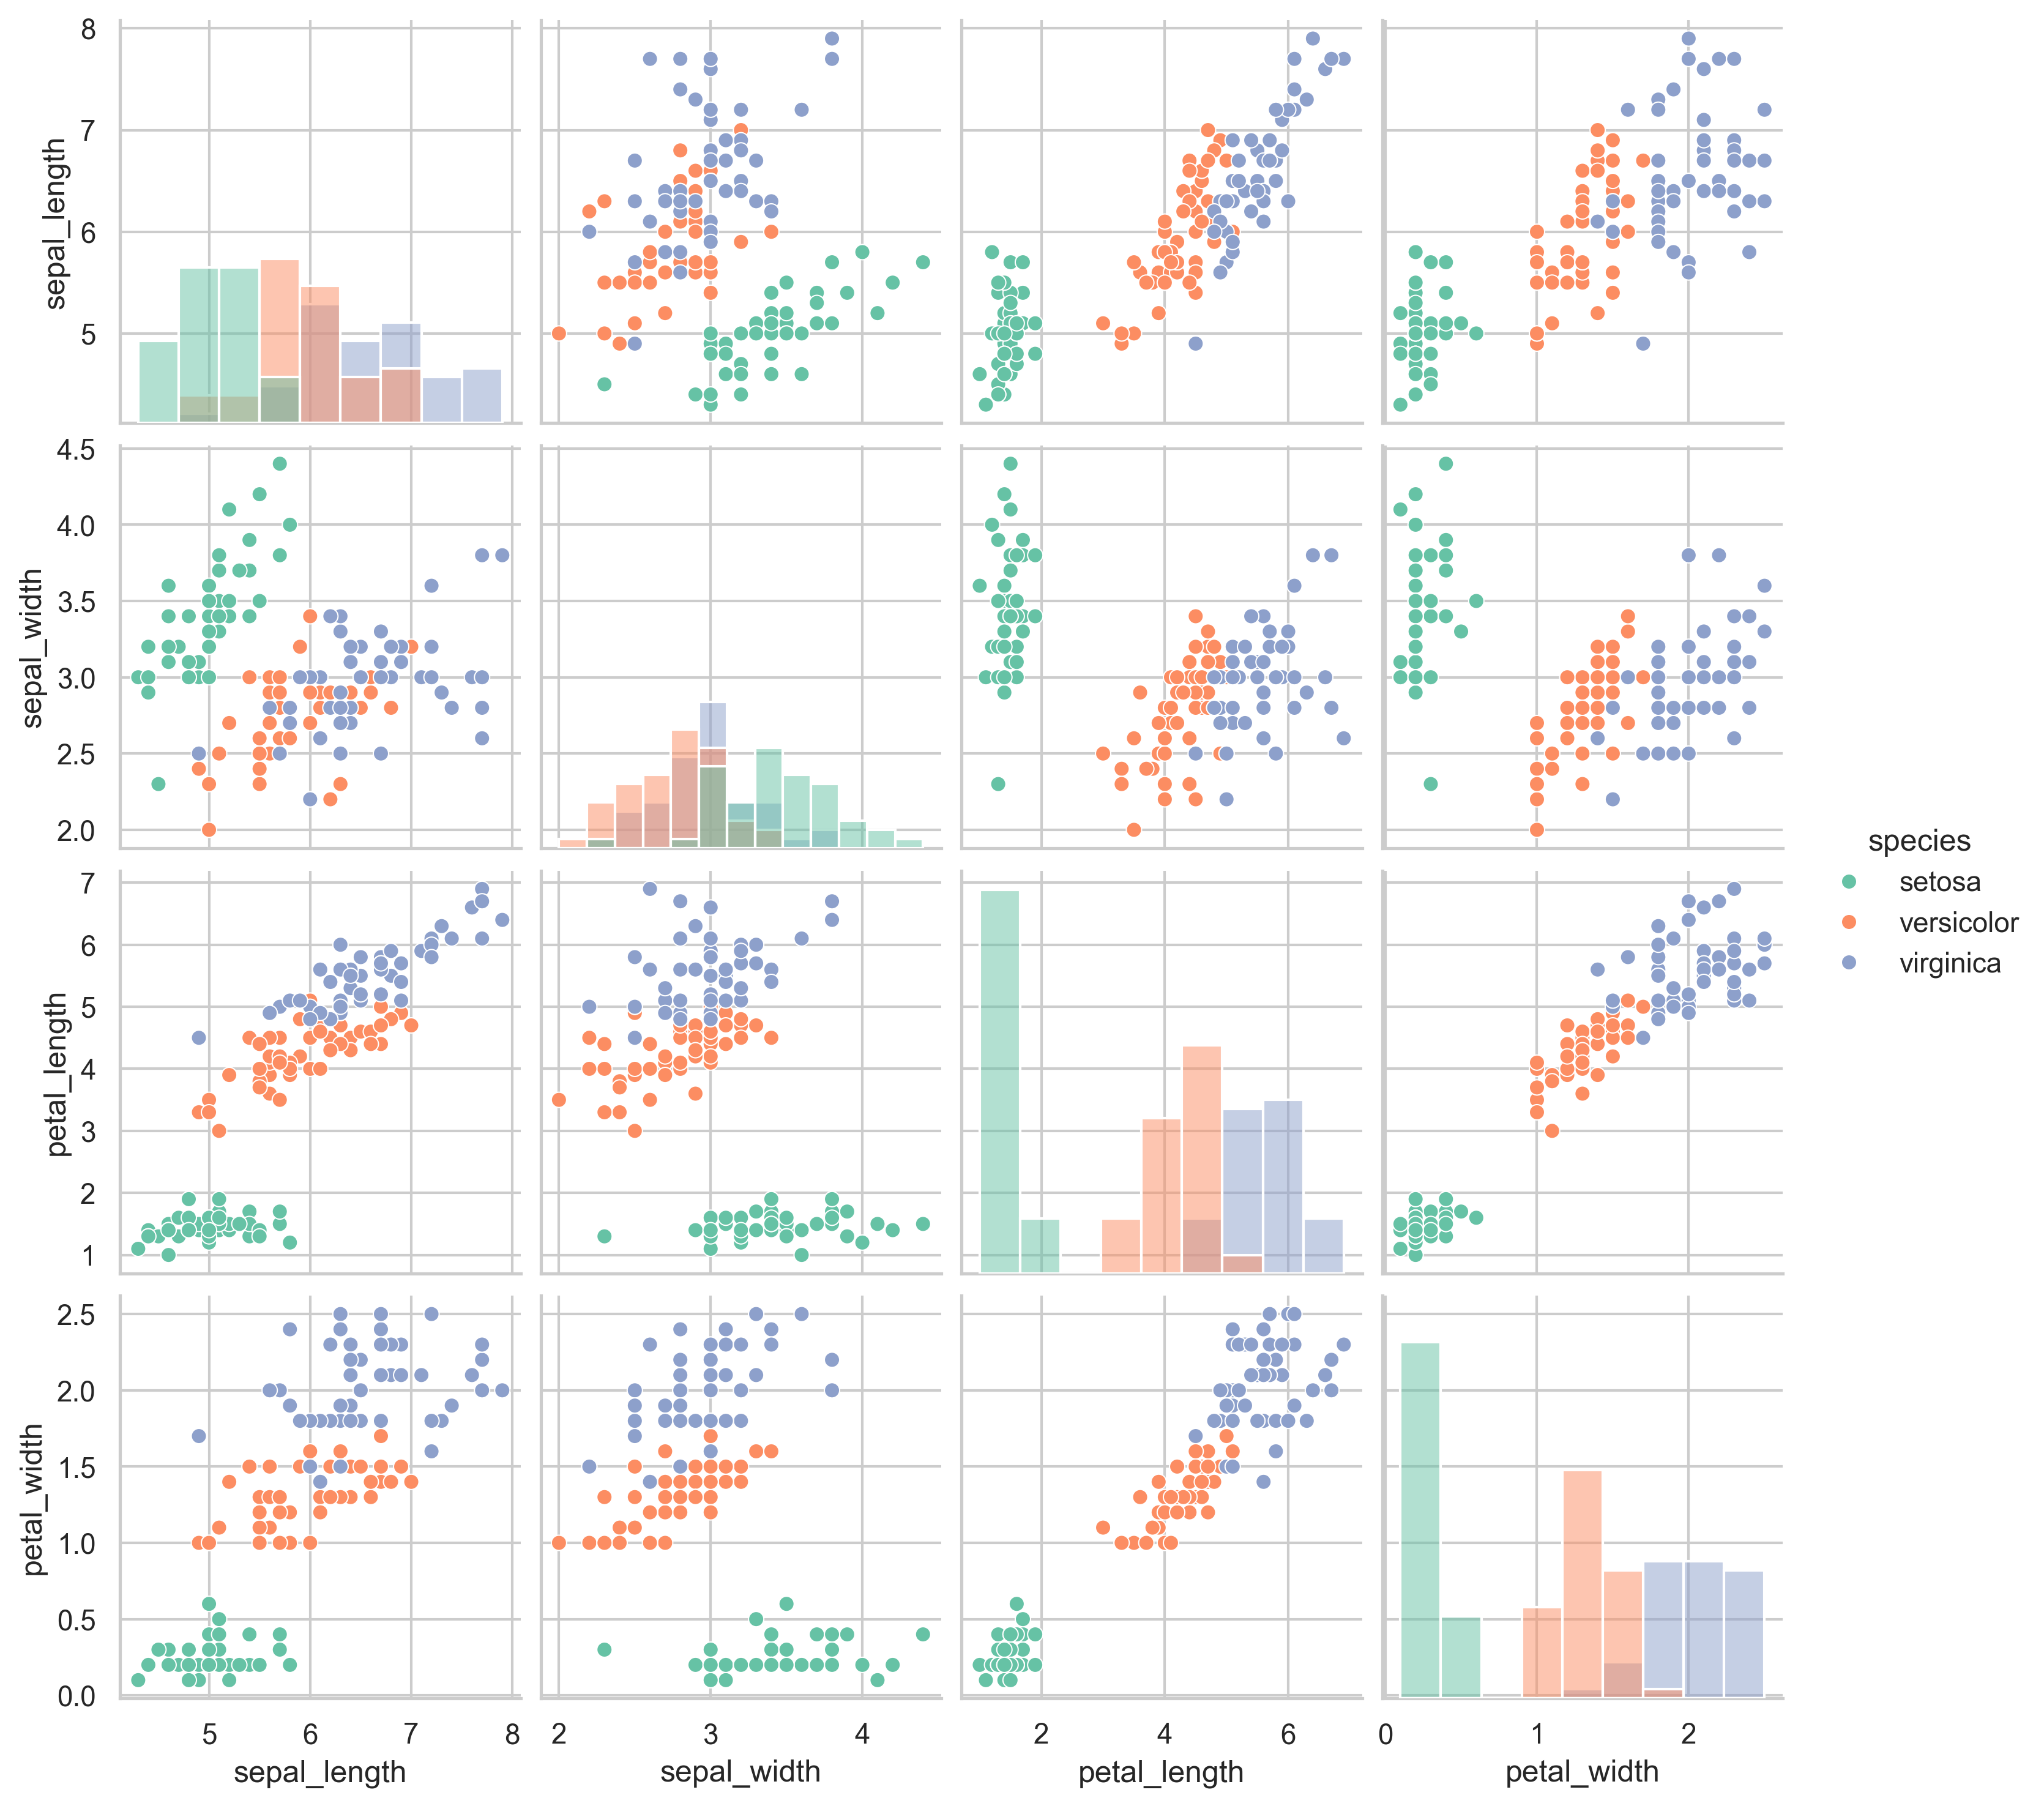 8
7
6
5
sepal_length
4.5
4.0
3.5
3.0
2.5
2.0
sepal_width
species
setosa
versicolor
virginica
7
6
5
4
3
2
1
petal_length
2.5
2.0
1.5
1.0
0.5
0.0
petal_width
5 6 7 8
2 3 4
2 4 6
0 1 2
sepal_length
sepal_width
petal_length
petal_width